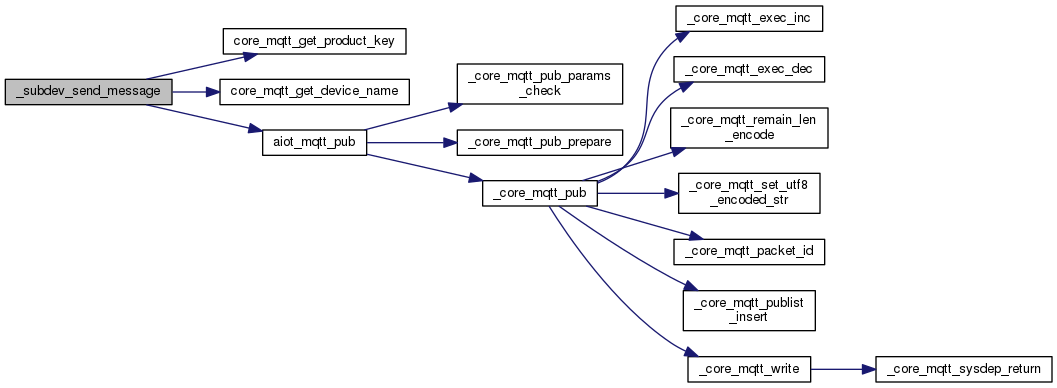 _subdev_send_message
core_mqtt_get_product_key
core_mqtt_get_device_name
aiot_mqtt_pub
_core_mqtt_pub_params
_check
_core_mqtt_pub_prepare
_core_mqtt_pub
_core_mqtt_exec_inc
_core_mqtt_exec_dec
_core_mqtt_remain_len
_encode
_core_mqtt_set_utf8
_encoded_str
_core_mqtt_packet_id
_core_mqtt_publist
_insert
_core_mqtt_write
_core_mqtt_sysdep_return